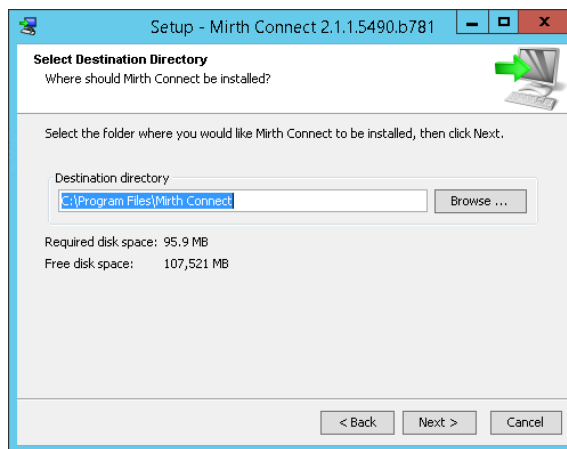 Setup - Mirth Connect 2.1.1.5490.b781
Select Destination Directory
Where should Mirth Connect be installed?
Select the folder where you would like Mirth Connect to be installed, then click Next.
Destination directory
C:\Program Files\Mirth Connect
Browse ...
Required disk space: 95.9 MB
Free disk space: 107,521 MB
< Back Next > Cancel